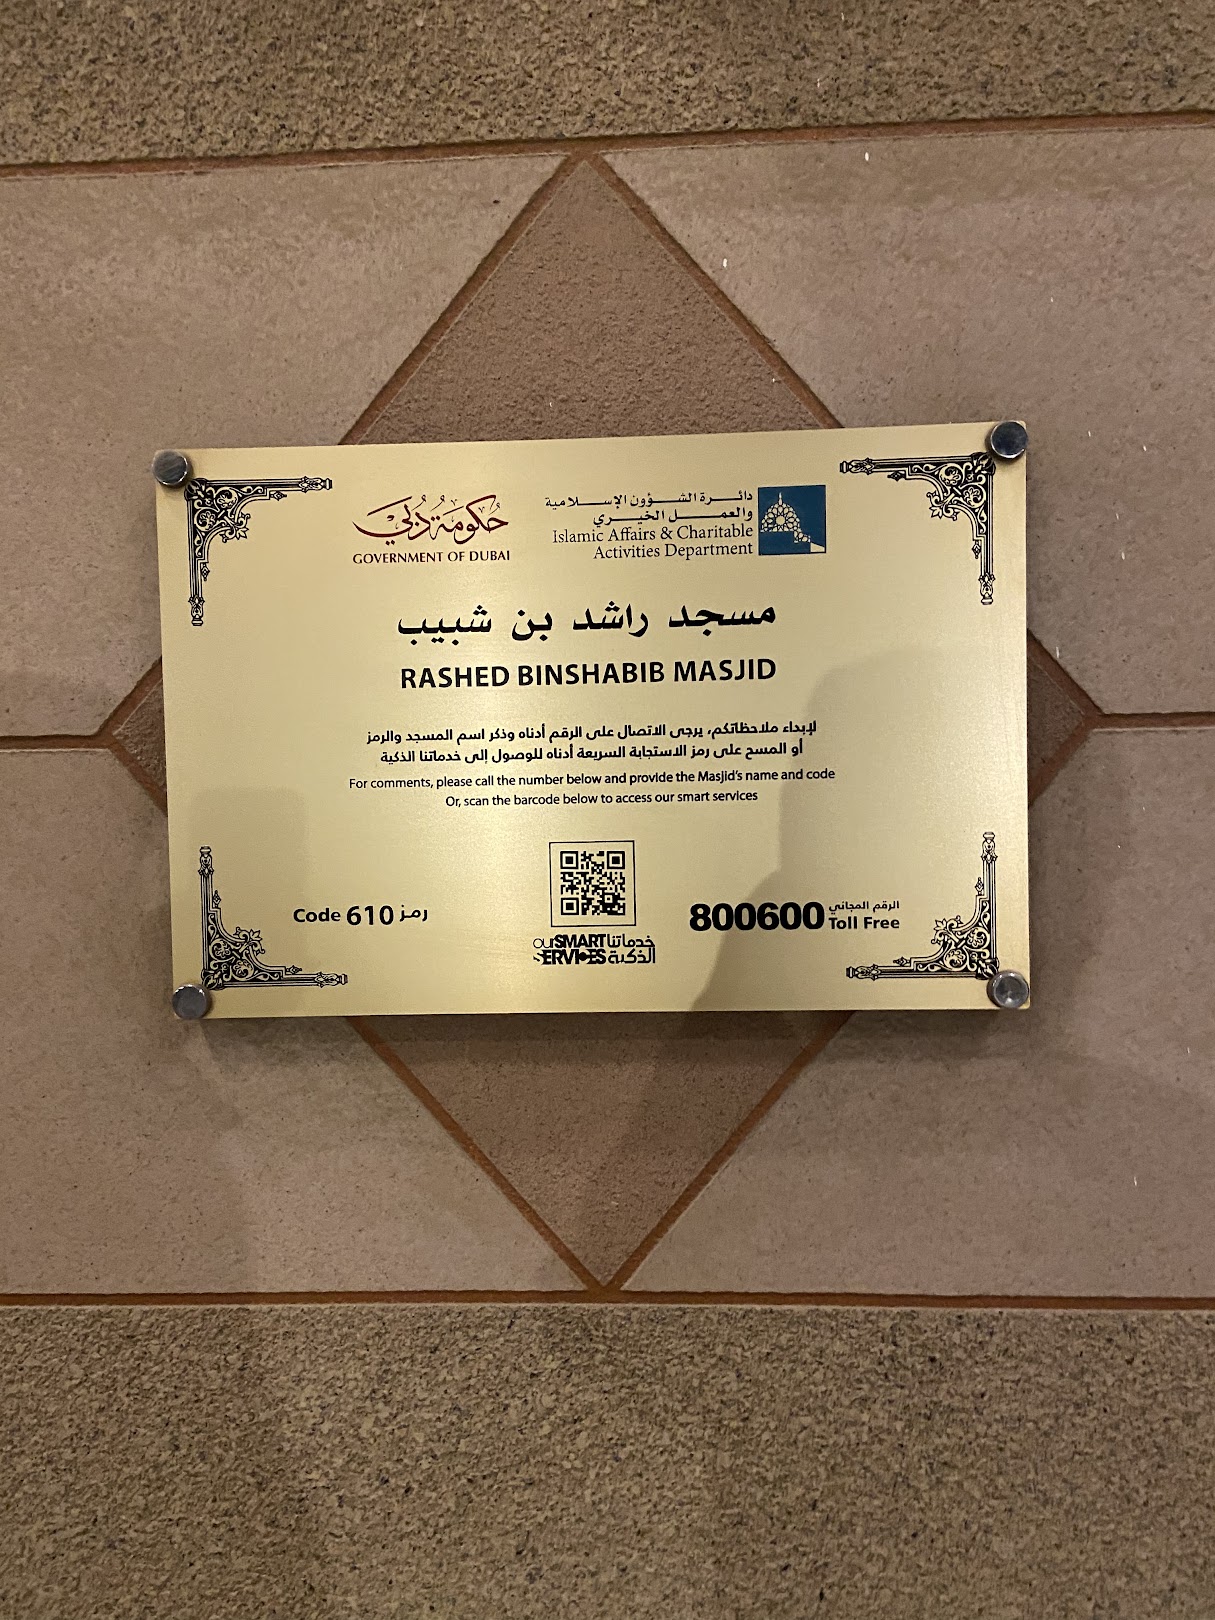 حكومة دبي
GOVERNMENT OF DUBAI
دائرة الشؤون الإسلامية
والعمل الخيري
Islamic Affairs & Charitable
Activities Department
مسجد راشد بن شبيب
RASHED BINSHABIB MASJID
لإبداء ملاحظاتكم، يرجى الاتصال على الرقم أدناه وذكر اسم المسجد والرمز
أو المسح على رمز الاستجابة السريعة أدناه للوصول إلى خدماتنا الذكية
For comments, please call the number below and provide the Masjid's name and code
Or, scan the barcode below to access our smart services
Code 610 رمز
ourSMART خدماتنا
SERVICES الذكية
800600
الرقم المجاني
Toll Free